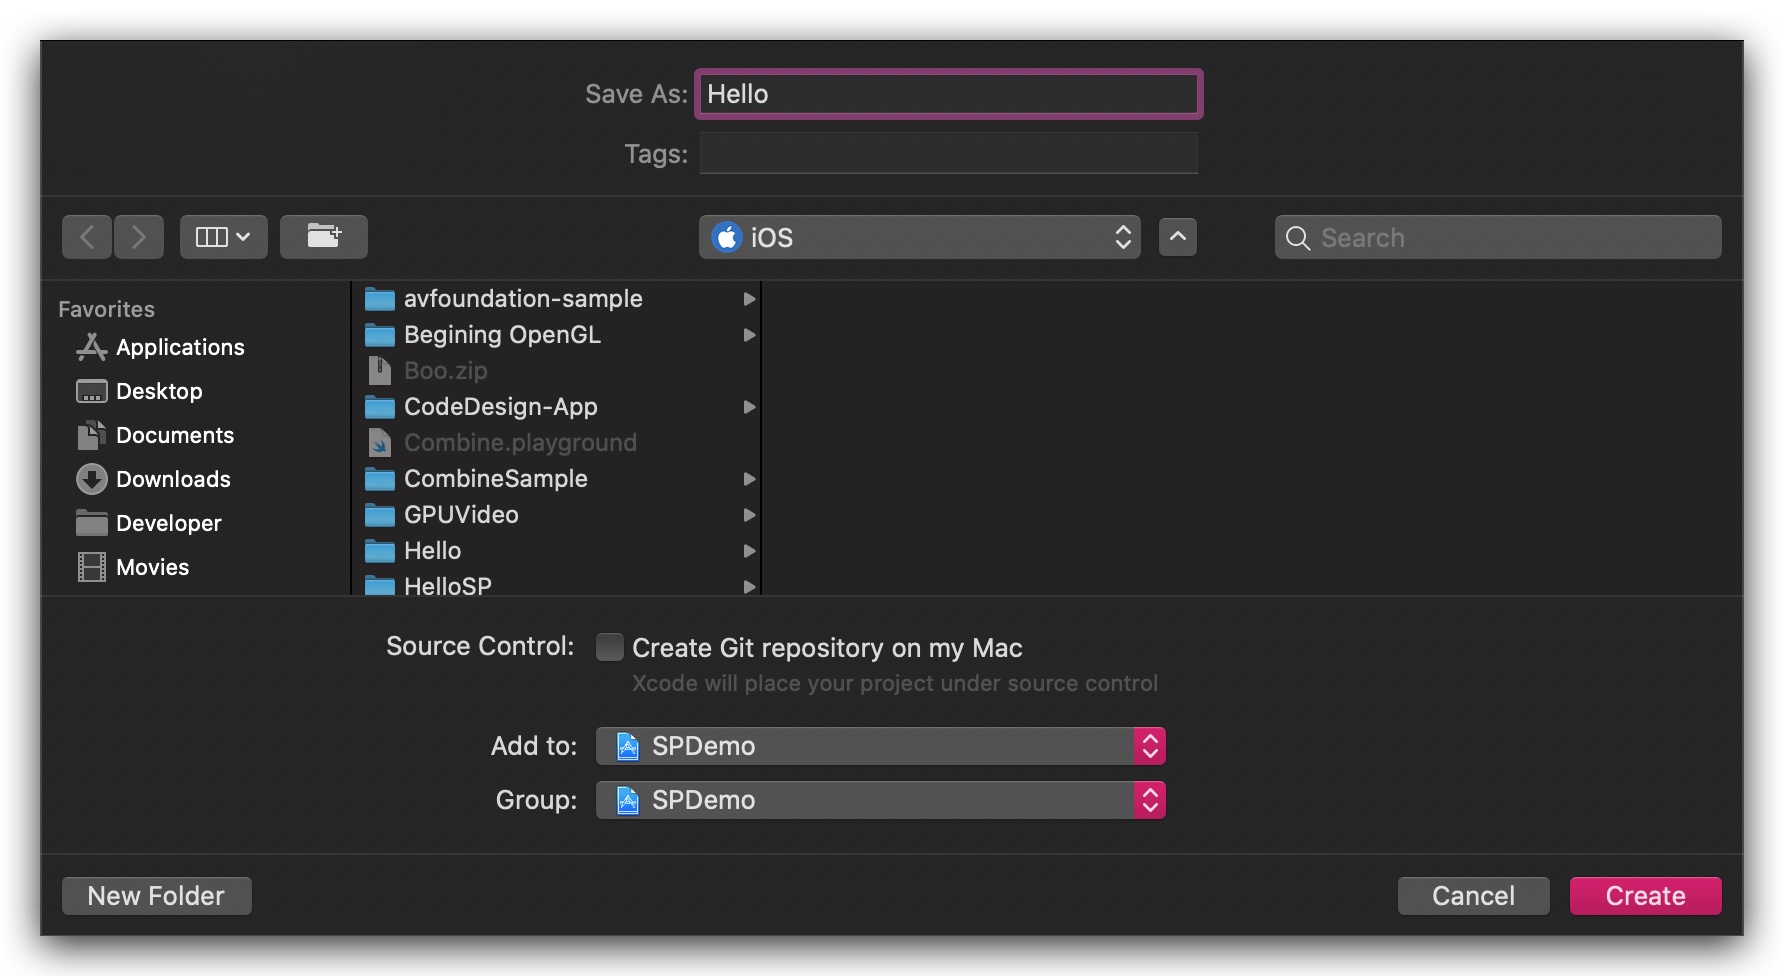 Save As: Hello
Tags:
iOS
Search
Favorites
Applications
Desktop
Documents
Downloads
Developer
Movies
avfoundation-sample
Begining OpenGL
Boo.zip
CodeDesign-App
Combine.playground
CombineSample
GPUVideo
Hello
HelloSP
Source Control: Create Git repository on my Mac
Xcode will place your project under source control
Add to: SPDemo
Group: SPDemo
New Folder Cancel Create